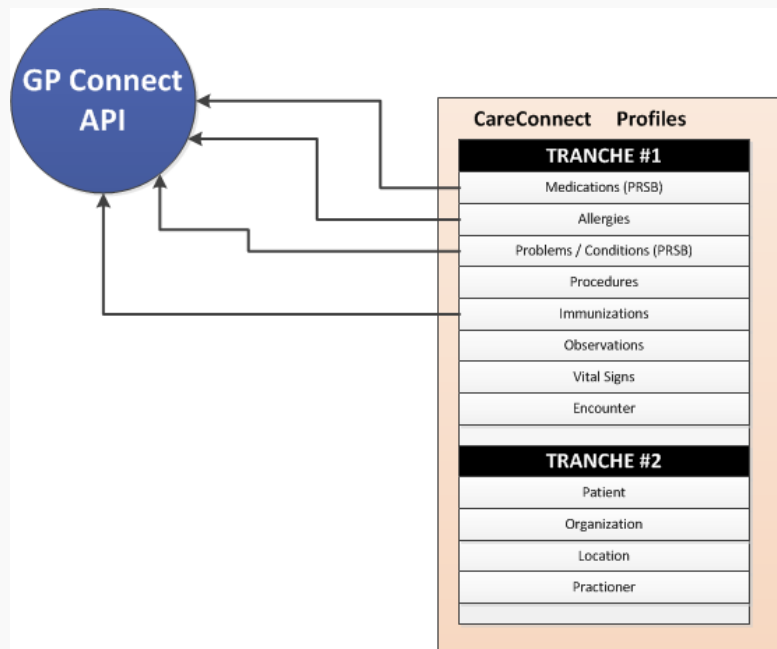 GP Connect
API
CareConnect Profiles
TRANCHE #1
Medications (PRSB)
Allergies
Problems / Conditions (PRSB)
Procedures
Immunizations
Observations
Vital Signs
Encounter
TRANCHE #2
Patient
Organization
Location
Practioner